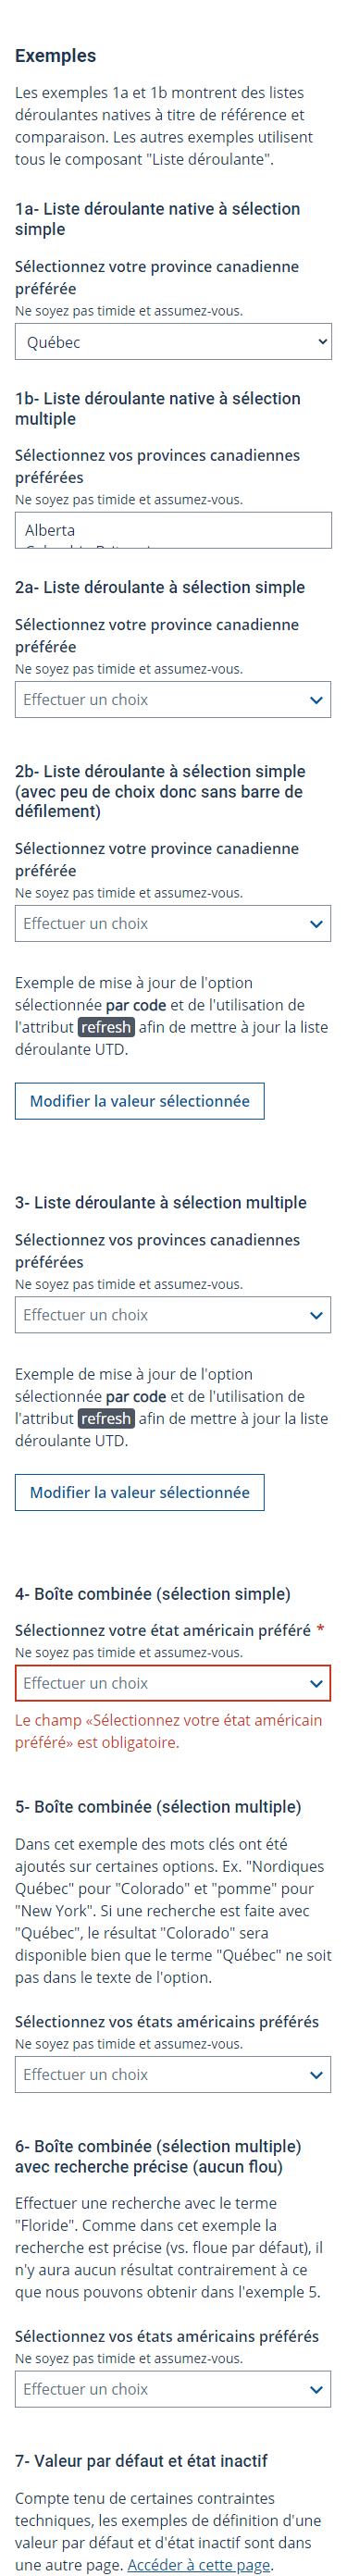 Exemples
Les exemples 1a et 1b montrent des listes
déroulantes natives à titre de référence et
comparaison. Les autres exemples utilisent
tous le composant "Liste déroulante".
1a- Liste déroulante native à sélection
simple
Sélectionnez votre province canadienne
préférée
Ne soyez pas timide et assumez-vous.
Québec
1b- Liste déroulante native à sélection
multiple
Sélectionnez vos provinces canadiennes
préférées
Ne soyez pas timide et assumez-vous.
Alberta
2a- Liste déroulante à sélection simple
Sélectionnez votre province canadienne
préférée
Ne soyez pas timide et assumez-vous.
Effectuer un choix
2b- Liste déroulante à sélection simple
(avec peu de choix donc sans barre de
défilement)
Sélectionnez votre province canadienne
préférée
Ne soyez pas timide et assumez-vous.
Effectuer un choix
Exemple de mise à jour de l'option
sélectionnée par code et de l'utilisation de
l'attribut refresh afin de mettre à jour la liste
déroulante UTD.
Modifier la valeur sélectionnée
3- Liste déroulante à sélection multiple
Sélectionnez vos provinces canadiennes
préférées
Ne soyez pas timide et assumez-vous.
Effectuer un choix
Exemple de mise à jour de l'option
sélectionnée par code et de l'utilisation de
l'attribut refresh afin de mettre à jour la liste
déroulante UTD.
Modifier la valeur sélectionnée
4- Boîte combinée (sélection simple)
Sélectionnez votre état américain préféré *
Ne soyez pas timide et assumez-vous.
Effectuer un choix
Le champ «Sélectionnez votre état américain
préféré» est obligatoire.
5- Boîte combinée (sélection multiple)
Dans cet exemple des mots clés ont été
ajoutés sur certaines options. Ex. "Nordiques
Québec" pour "Colorado" et "pomme" pour
"New York". Si une recherche est faite avec
"Québec", le résultat "Colorado" sera
disponible bien que le terme "Québec" ne soit
pas dans le texte de l'option.
Sélectionnez vos états américains préférés
Ne soyez pas timide et assumez-vous.
Effectuer un choix
6- Boîte combinée (sélection multiple)
avec recherche précise (aucun flou)
Effectuer une recherche avec le terme
"Floride". Comme dans cet exemple la
recherche est précise (vs. floue par défaut), il
n'y aura aucun résultat contrairement à ce
que nous pouvons obtenir dans l'exemple 5.
Sélectionnez vos états américains préférés
Ne soyez pas timide et assumez-vous.
Effectuer un choix
7- Valeur par défaut et état inactif
Compte tenu de certaines contraintes
techniques, les exemples de définition d'une
valeur par défaut et d'état inactif sont dans
une autre page. Accéder à cette page.